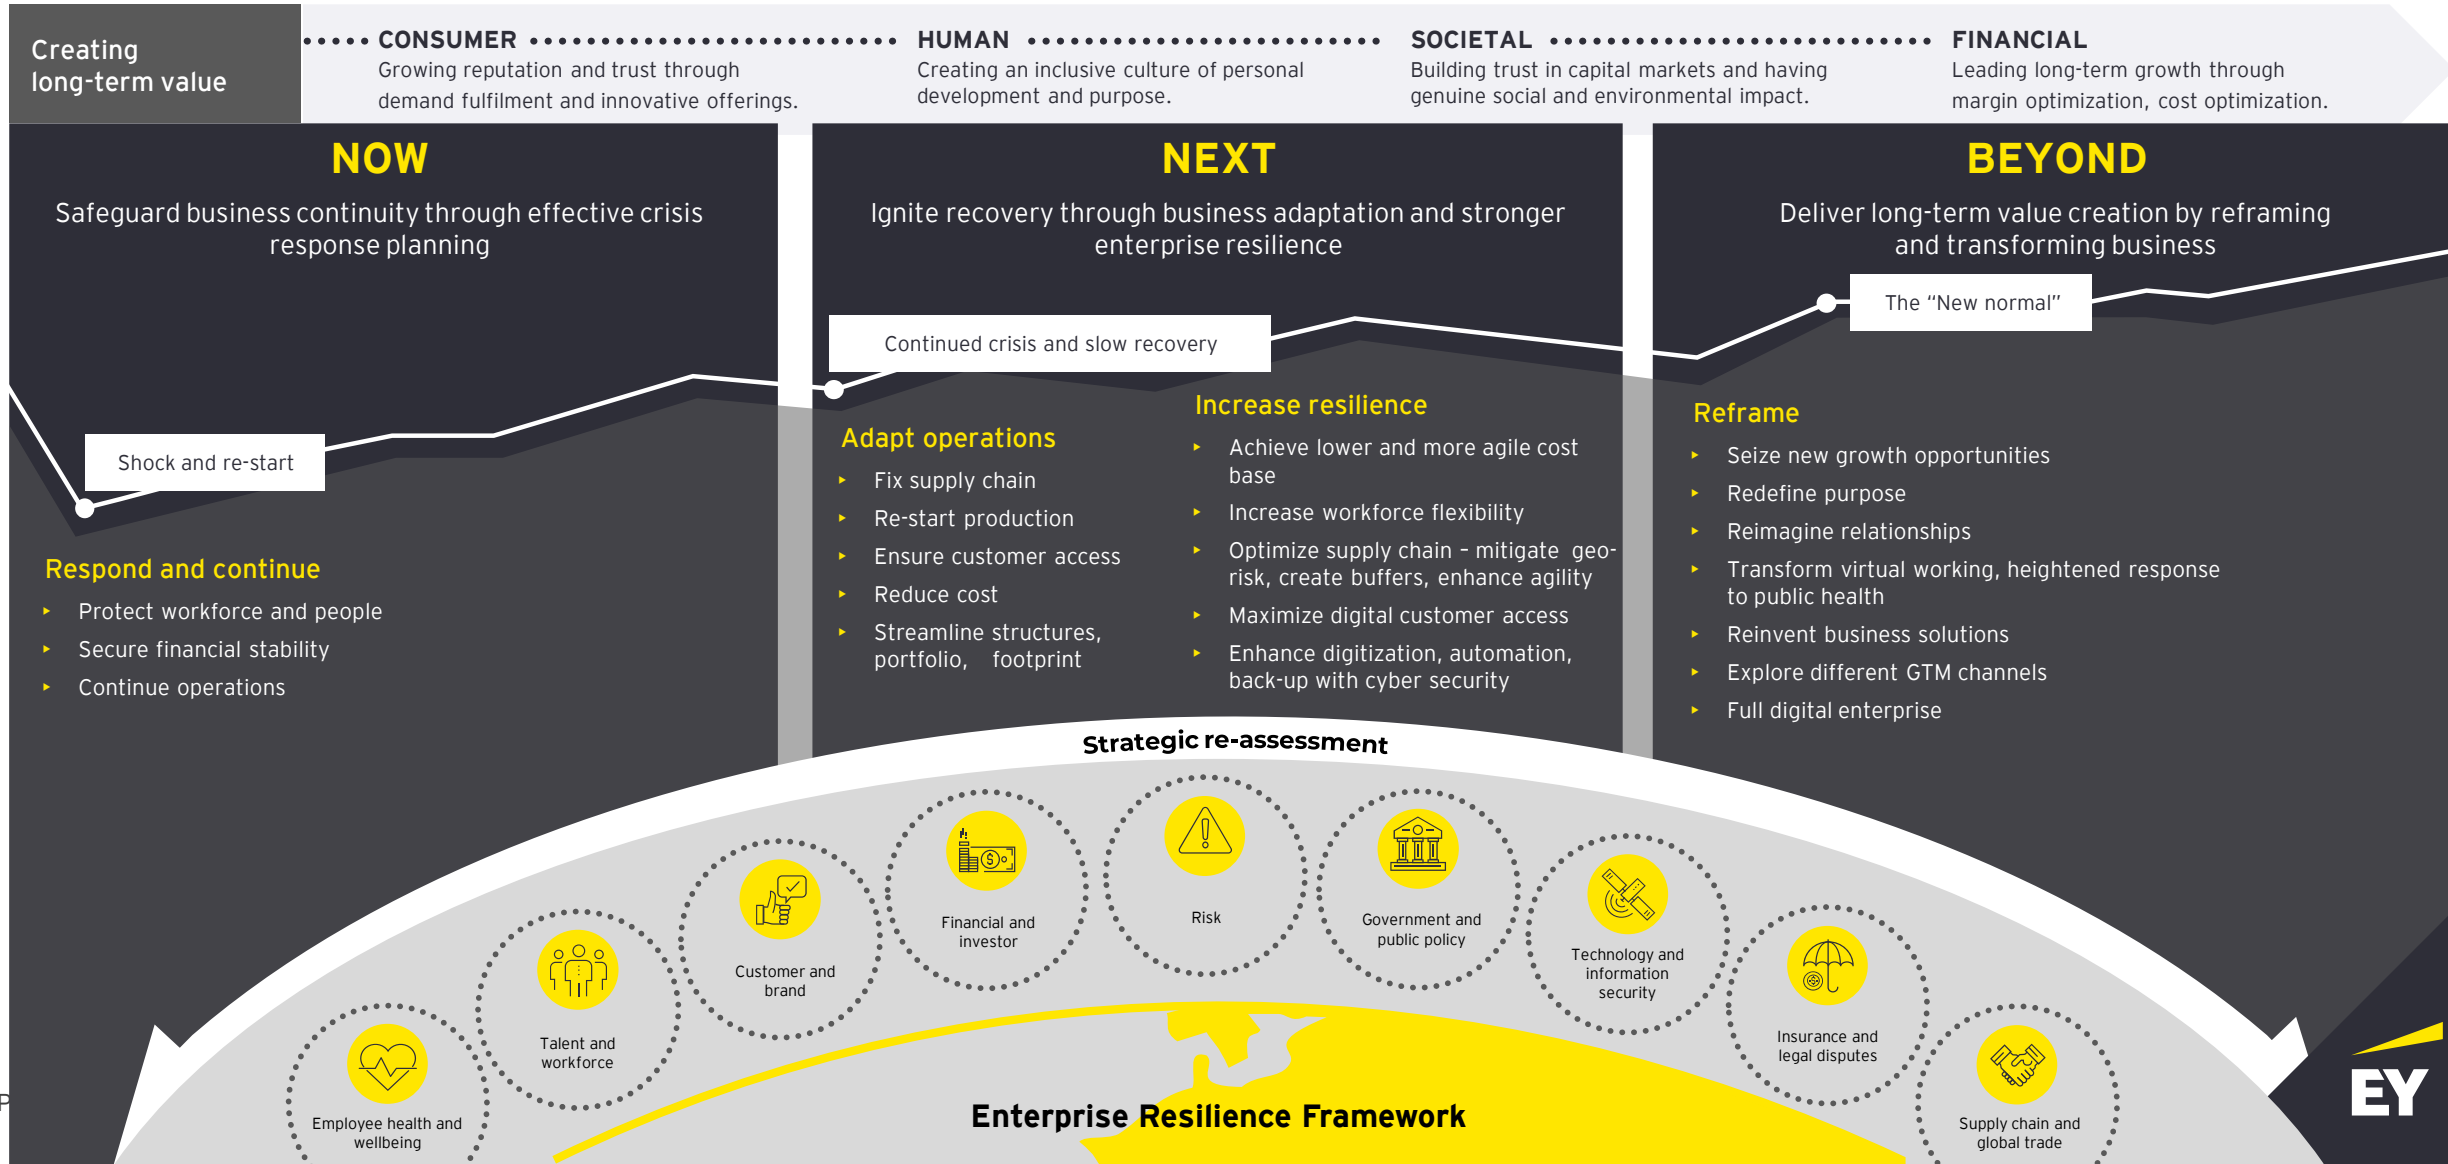 Creating
long-term value
CONSUMER
Growing reputation and trust through
demand fulfilment and innovative offerings.
HUMAN
Creating an inclusive culture of personal
development and purpose.
SOCIETAL
Building trust in capital markets and having
genuine social and environmental impact.
FINANCIAL
Leading long-term growth through
margin optimization, cost optimization.
NOW
Safeguard business continuity through effective crisis
response planning
Shock and re-start
Respond and continue
‣ Protect workforce and people
‣ Secure financial stability
‣ Continue operations
NEXT
Ignite recovery through business adaptation and stronger
enterprise resilience
Continued crisis and slow recovery
Adapt operations
‣ Fix supply chain
‣ Re-start production
‣ Ensure customer access
‣ Reduce cost
‣ Streamline structures,
portfolio, footprint
Increase resilience
‣ Achieve lower and more agile cost
base
‣ Increase workforce flexibility
‣ Optimize supply chain – mitigate geo-
risk, create buffers, enhance agility
‣ Maximize digital customer access
‣ Enhance digitization, automation,
back-up with cyber security
BEYOND
Deliver long-term value creation by reframing
and transforming business
The “New normal”
Reframe
‣ Seize new growth opportunities
‣ Redefine purpose
‣ Reimagine relationships
‣ Transform virtual working, heightened response
to public health
‣ Reinvent business solutions
‣ Explore different GTM channels
‣ Full digital enterprise
Strategic re-assessment
Employee health and
wellbeing
Talent and
workforce
Customer and
brand
Financial and
investor
Risk
Government and
public policy
Technology and
information
security
Insurance and
legal disputes
Supply chain and
global trade
Enterprise Resilience Framework
P
EY